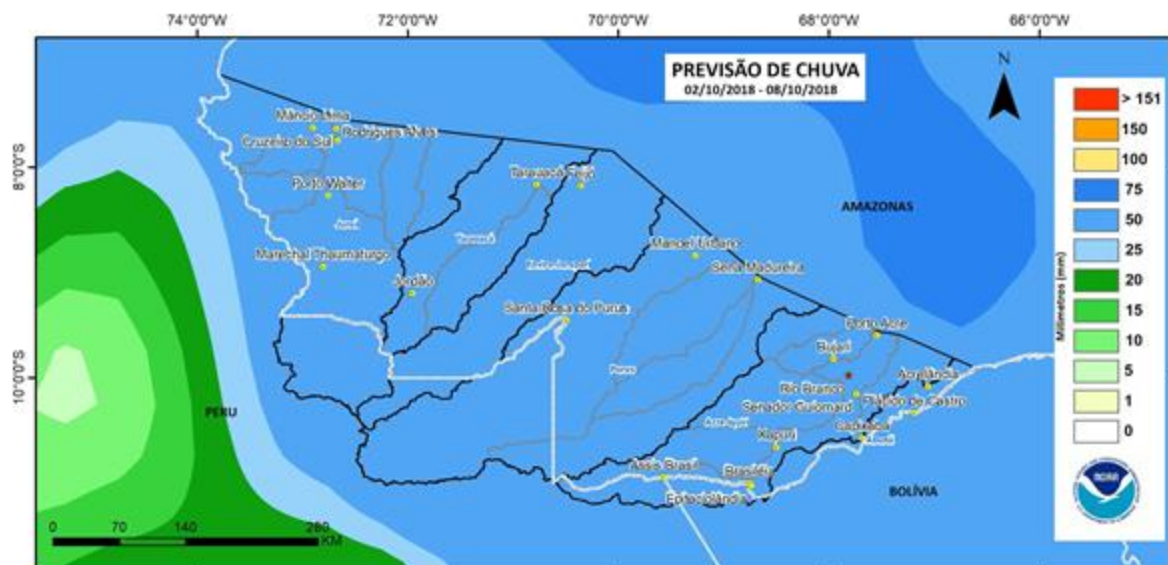 74°0'0"W 72°0'0"W 70°0'0"W 68°0'0"W 66°0'0"W
PREVISÃO DE CHUVA
02/10/2018 - 08/10/2018
N
> 151
150
100
75
50
25
20
15
10
5
1
0
Milímetros (mm)
NOAA
8°0'0"S
10°0'0"S
AMAZONAS
PERU
BOLÍVIA
Mâncio Lima
Rodrigues Alves
Cruzeiro do Sul
Porto Walter
Juruá
Marechal Thaumaturgo
Tarauacá
Feijó
Tarauacá
Jordão
Manoel Urbano
Sena Madureira
Santa Rosa do Purus
Purus
Porto Acre
Bujari
Acrelândia
Rio Branco
Plácido de Castro
Senador Guiomard
Capixaba
Xapuri
Assis Brasil
Brasiléia
Epitaciolândia
0 70 140 280
KM